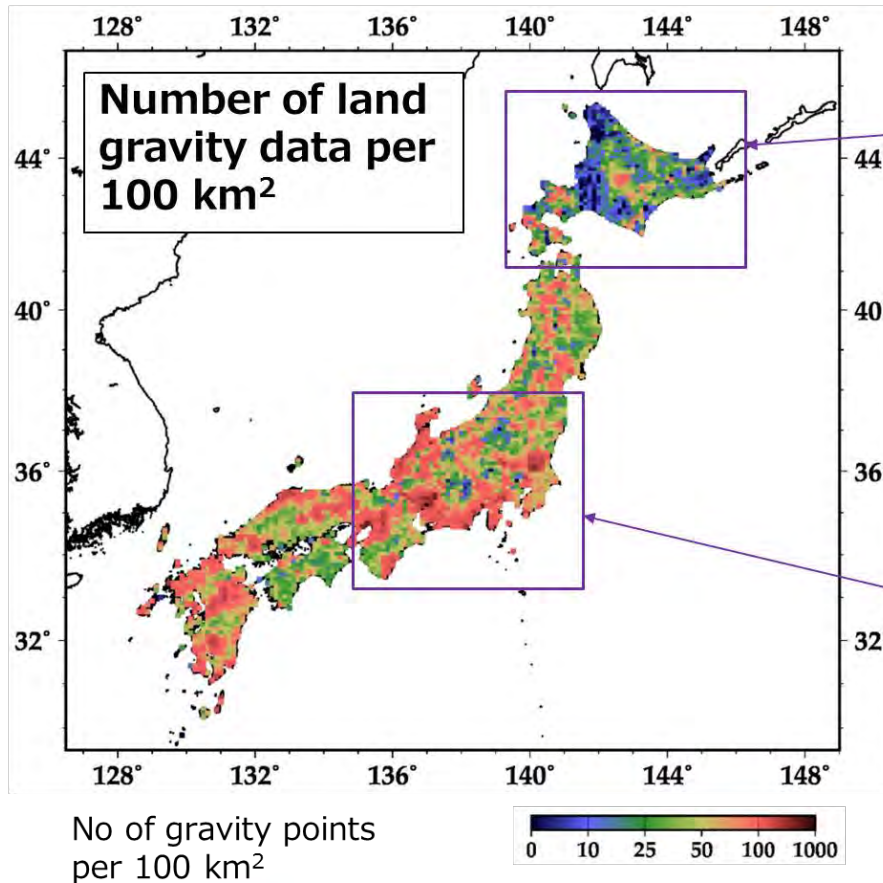 128° 132° 136° 140° 144° 148°
Number of land
gravity data per
100 km²
44° 44°
40° 40°
36° 36°
32° 32°
128° 132° 136° 140° 144° 148°
No of gravity points
per 100 km²
0 10 25 50 100 1000